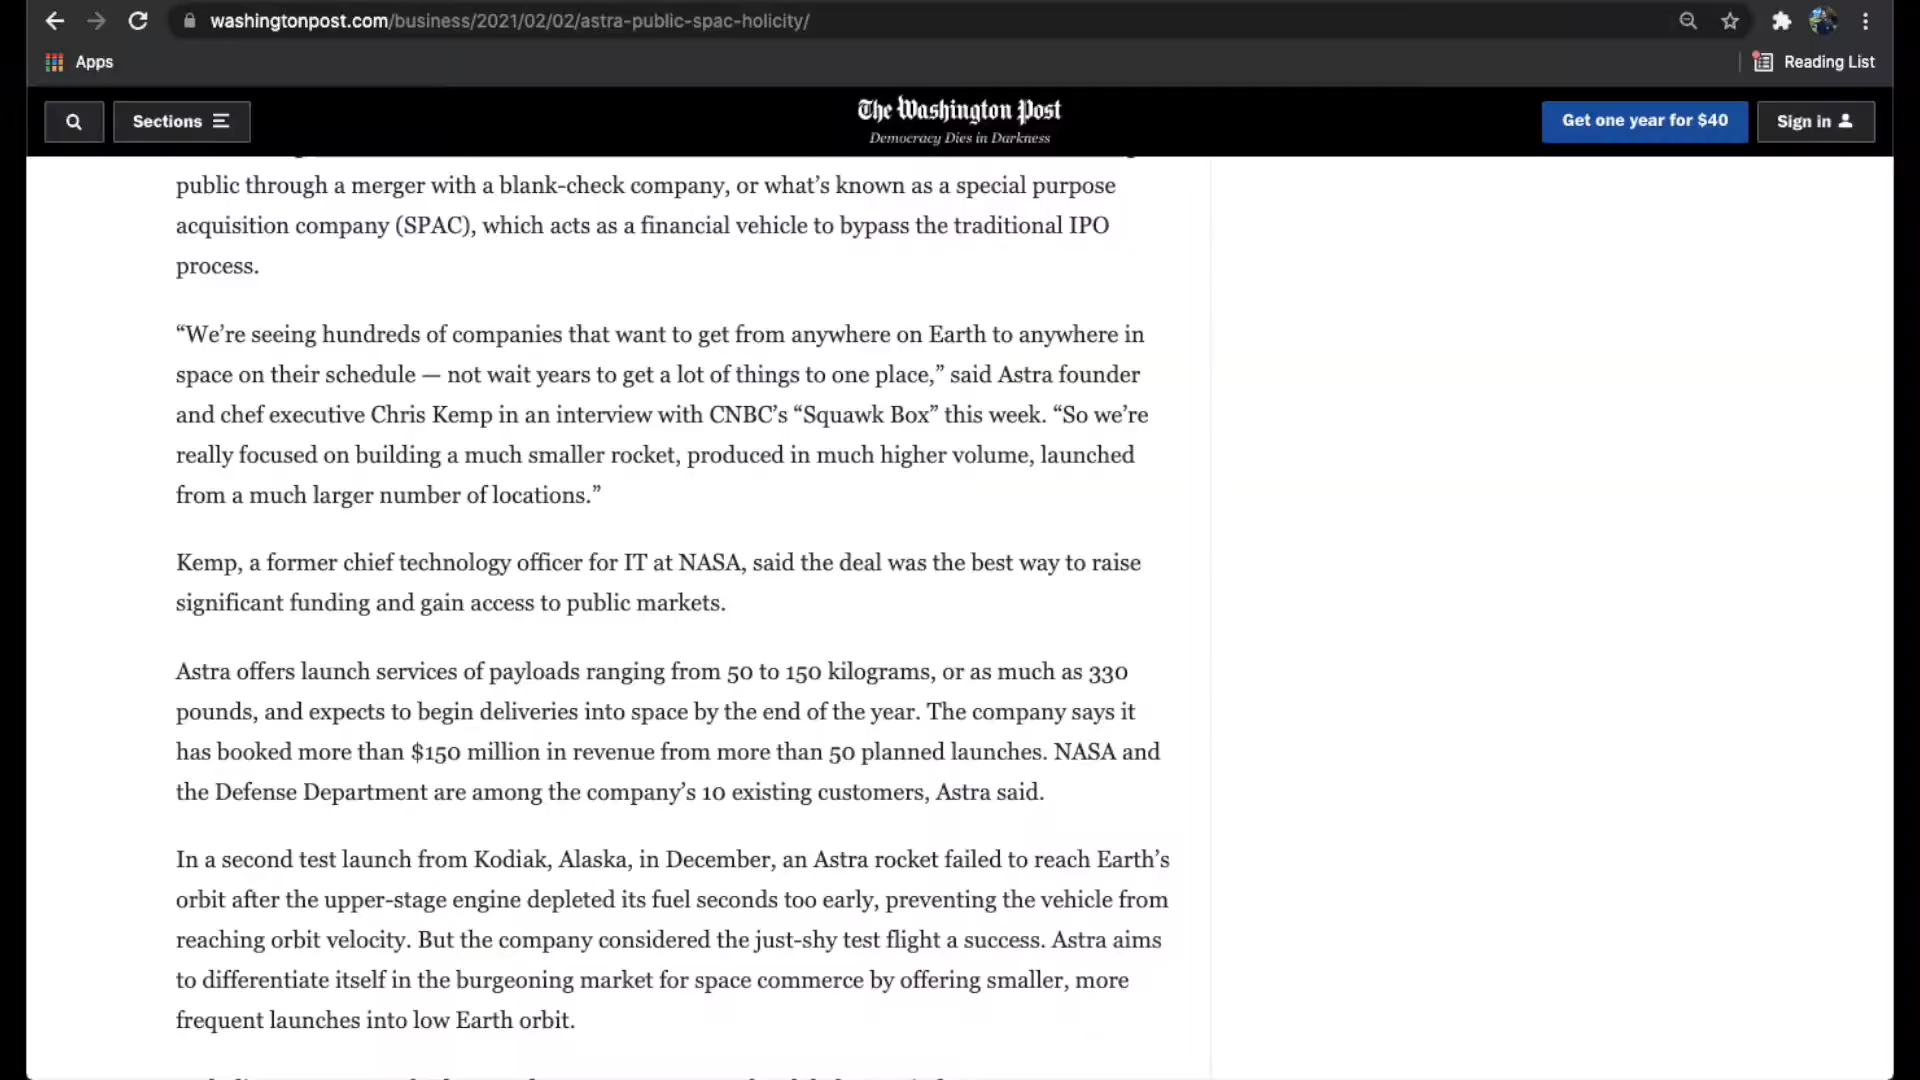 washingtonpost.com/business/2021/02/02/astra-public-spac-holicity/
Apps
Reading List
Sections
The Washington Post
Democracy Dies in Darkness
Get one year for $40
Sign in
public through a merger with a blank-check company, or what’s known as a special purpose
acquisition company (SPAC), which acts as a financial vehicle to bypass the traditional IPO
process.
“We’re seeing hundreds of companies that want to get from anywhere on Earth to anywhere in
space on their schedule — not wait years to get a lot of things to one place,” said Astra founder
and chef executive Chris Kemp in an interview with CNBC’s “Squawk Box” this week. “So we’re
really focused on building a much smaller rocket, produced in much higher volume, launched
from a much larger number of locations.”
Kemp, a former chief technology officer for IT at NASA, said the deal was the best way to raise
significant funding and gain access to public markets.
Astra offers launch services of payloads ranging from 50 to 150 kilograms, or as much as 330
pounds, and expects to begin deliveries into space by the end of the year. The company says it
has booked more than $150 million in revenue from more than 50 planned launches. NASA and
the Defense Department are among the company’s 10 existing customers, Astra said.
In a second test launch from Kodiak, Alaska, in December, an Astra rocket failed to reach Earth’s
orbit after the upper-stage engine depleted its fuel seconds too early, preventing the vehicle from
reaching orbit velocity. But the company considered the just-shy test flight a success. Astra aims
to differentiate itself in the burgeoning market for space commerce by offering smaller, more
frequent launches into low Earth orbit.